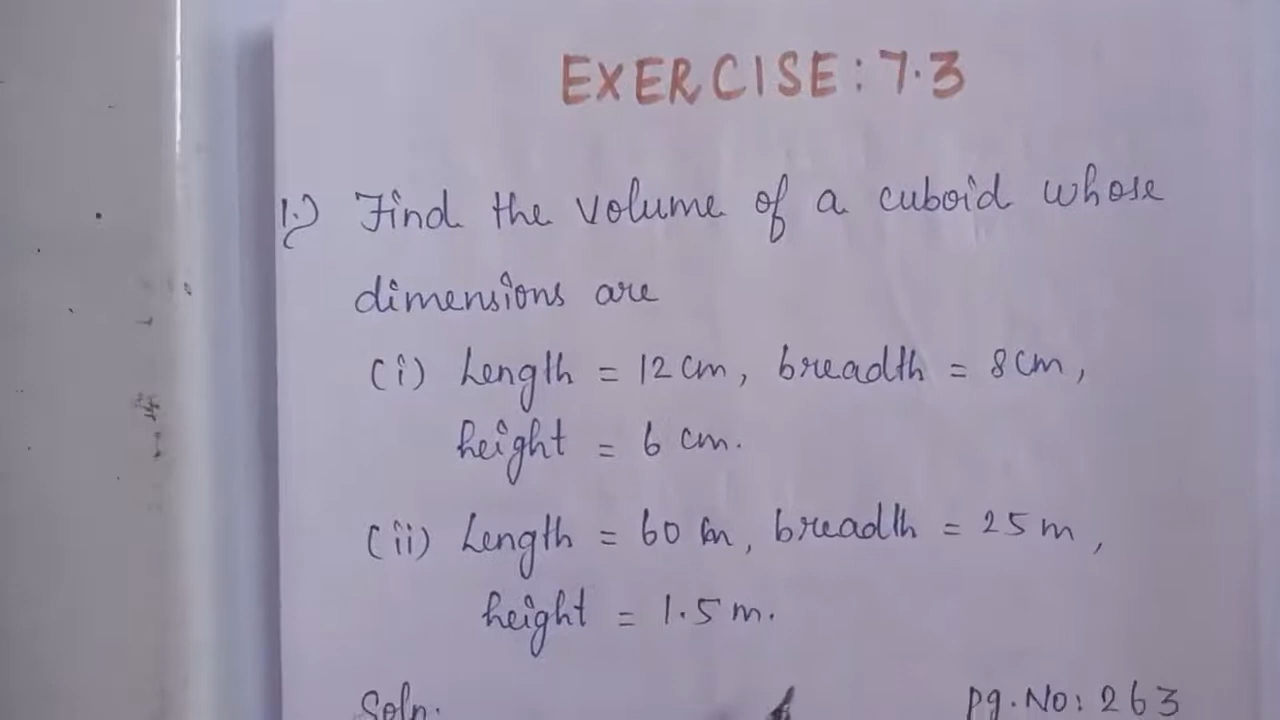 EXERCISE: 7.3
1.) Find the volume of a cuboid whose
dimensions are
(i) Length = 12 cm, breadth = 8 cm,
height = 6 cm.
(ii) Length = 60 m, breadth = 25 m,
height = 1.5 m.
Soln. Pg.No: 263